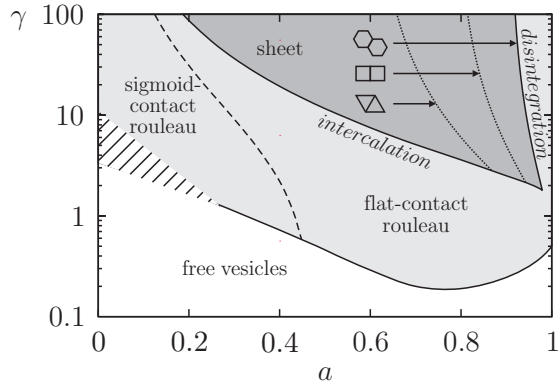 γ 100
10
1
0.1
sheet
sigmoid-
contact
rouleau
intercalation
disintegration
flat-contact
rouleau
free vesicles
0 0.2 0.4 0.6 0.8 1
a